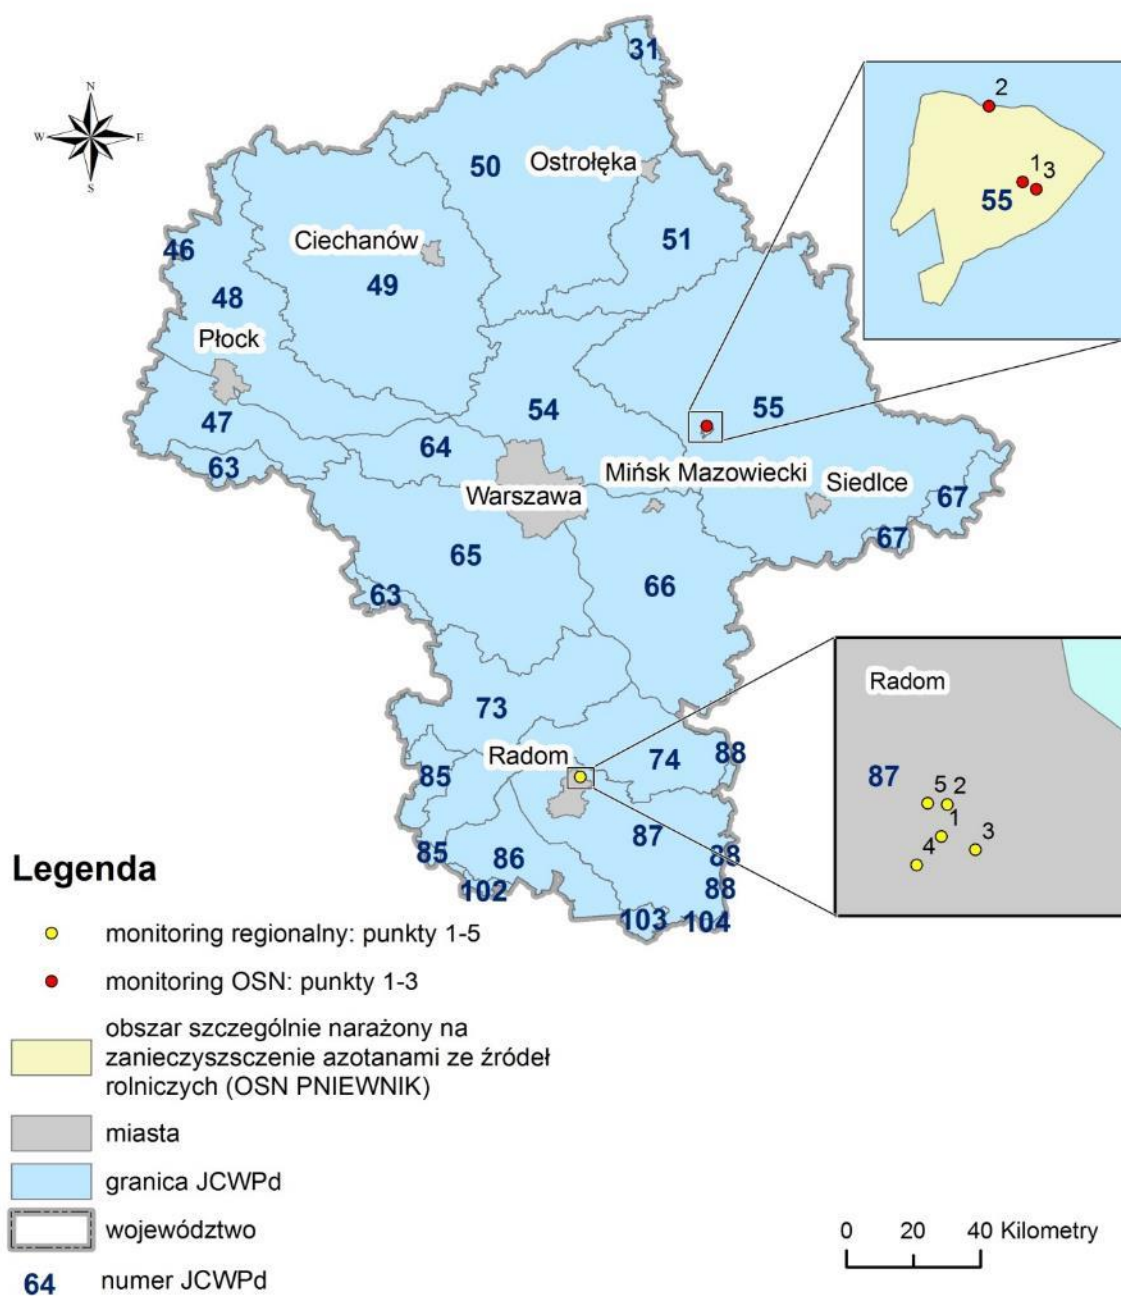 31
N
W
E
S
50
Ostrołęka
51
46
48
Ciechanów
49
Płock
47
63
64
54
55
Warszawa
Mińsk Mazowiecki
Siedlce
67
67
65
63
66
73
Radom
74
88
85
85
86
87
88
88
102
103
104
2
1
3
55
Radom
87
5
2
1
3
4
Legenda
monitoring regionalny: punkty 1-5
monitoring OSN: punkty 1-3
obszar szczególnie narażony na
zanieczyszsczenie azotanami ze źródeł
rolniczych (OSN PNIEWNIK)
miasta
granica JCWPd
województwo
64 numer JCWPd
0 20 40 Kilometry